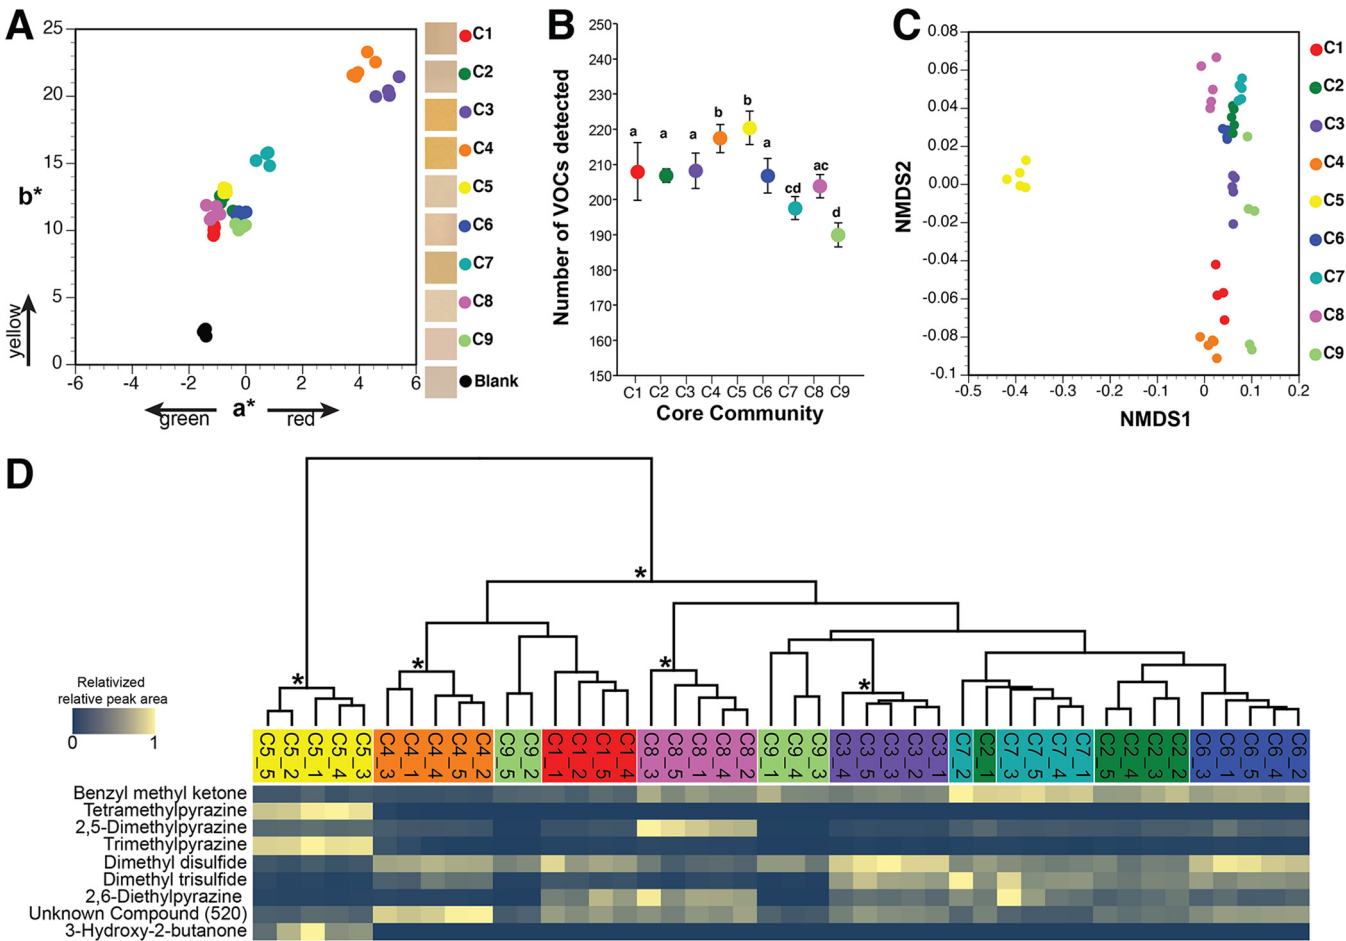 A
25
20
15
10
5
0
b*
yellow
-6
-4
-2
0
2
4
6
green
a*
red
C1
C2
C3
C4
C5
C6
C7
C8
C9
Blank
B
Number of VOCs detected
250
240
230
220
210
200
190
180
170
160
150
a
a
a
b
b
a
cd
ac
d
C1 C2 C3 C4 C5 C6 C7 C8 C9
Core Community
C
NMDS2
0.08
0.06
0.04
0.02
0.00
-0.02
-0.04
-0.06
-0.08
-0.1
-0.5
-0.4
-0.3
-0.2
-0.1
0
0.1
0.2
NMDS1
C1
C2
C3
C4
C5
C6
C7
C8
C9
D
*
*
*
*
*
Relativized
relative peak area
0
1
C5_5
C5_2
C5_1
C5_4
C5_3
C4_3
C4_1
C4_4
C4_5
C4_2
C9_5
C9_2
C1_1
C1_2
C1_5
C1_4
C8_3
C8_5
C8_1
C8_4
C8_2
C9_1
C9_4
C9_3
C3_4
C3_5
C3_3
C3_2
C3_1
C7_2
C2_1
C7_3
C7_5
C7_4
C7_1
C2_5
C2_4
C2_3
C2_2
C6_3
C6_1
C6_5
C6_4
C6_2
Benzyl methyl ketone
Tetramethylpyrazine
2,5-Dimethylpyrazine
Trimethylpyrazine
Dimethyl disulfide
Dimethyl trisulfide
2,6-Diethylpyrazine
Unknown Compound (520)
3-Hydroxy-2-butanone